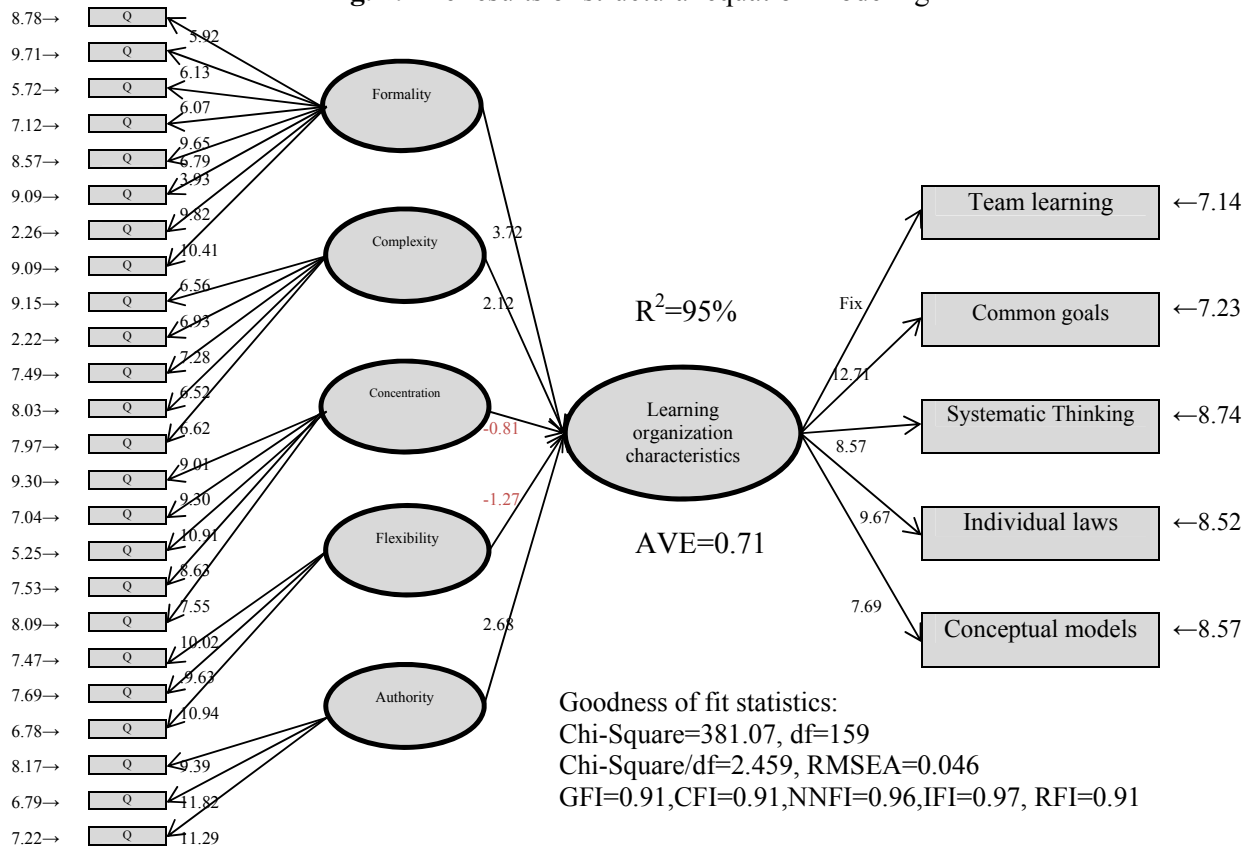 8.78→ Q
5.92
9.71→ Q
6.13
5.72→ Q
6.07
7.12→ Q
9.65
8.57→ Q
6.79
3.93
9.09→ Q
9.82
2.26→ Q
10.41
9.09→ Q
6.56
9.15→ Q
6.93
2.22→ Q
7.28
7.49→ Q
6.52
8.03→ Q
6.62
7.97→ Q
9.01
9.30→ Q
9.30
7.04→ Q
10.91
5.25→ Q
8.63
7.53→ Q
7.55
8.09→ Q
10.02
7.47→ Q
9.63
7.69→ Q
10.94
6.78→ Q
9.39
8.17→ Q
11.82
6.79→ Q
11.29
7.22→ Q
Formality
Complexity
Concentration
Flexibility
Authority
3.72
2.12
-0.81
-1.27
2.68
R²=95%
Learning
organization
characteristics
AVE=0.71
Fix
12.71
8.57
9.67
7.69
Team learning ←7.14
Common goals ←7.23
Systematic Thinking ←8.74
Individual laws ←8.52
Conceptual models ←8.57
Goodness of fit statistics:
Chi-Square=381.07, df=159
Chi-Square/df=2.459, RMSEA=0.046
GFI=0.91,CFI=0.91,NNFI=0.96,IFI=0.97, RFI=0.91